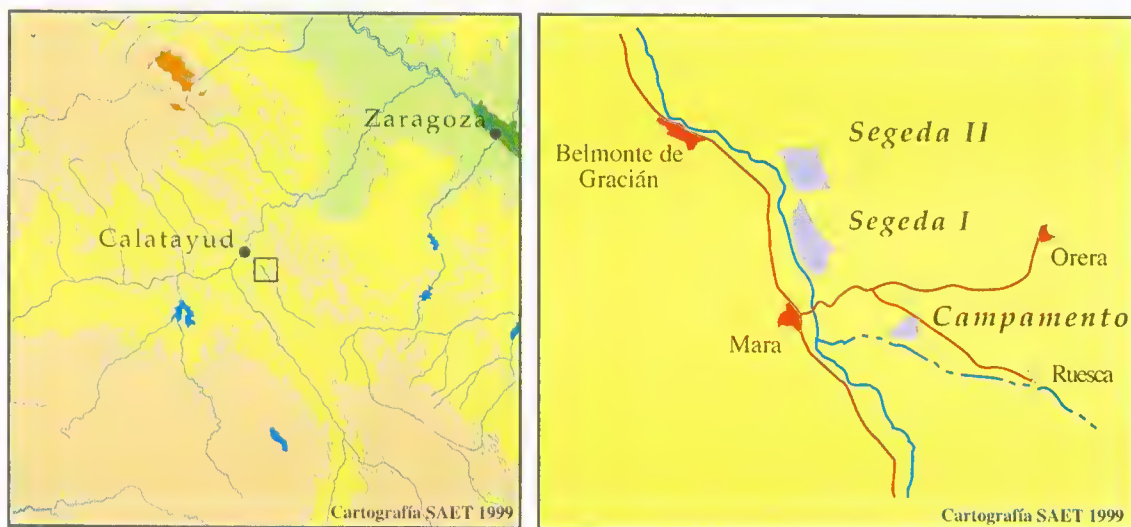 Zaragoza
Calatayud
Cartografía SAET 1999
Segeda II
Belmonte de
Gracián
Segeda I
Orera
Campamento
Mara
Ruesca
Cartografía SAET 1999